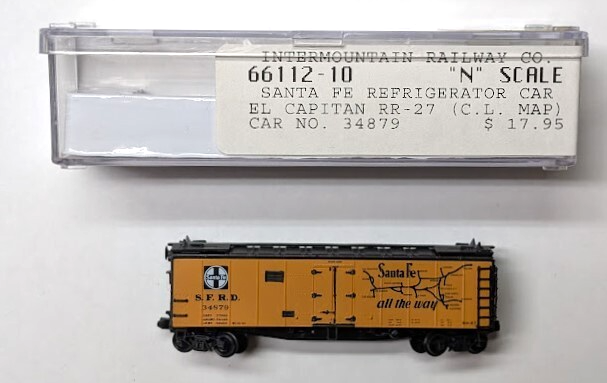 INTERMOUNTAIN RAILWAY CO.
66112-10 "N" SCALE
SANTA FE REFRIGERATOR CAR
EL CAPITAN RR-27 (C.L. MAP)
CAR NO. 34879 $ 17.95
Santa Fe
S.F.R.D.
34879
Santa Fe
all the way